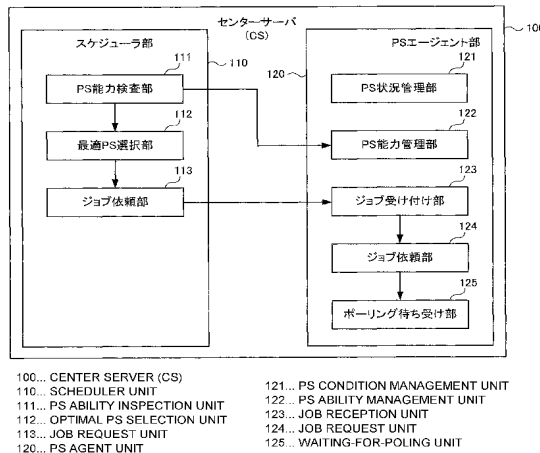 センターサーバ
(CS)
100
スケジューラ部
110
PSエージェント部
120
111
PS能力検査部
112
最適PS選択部
113
ジョブ依頼部
121
PS状況管理部
122
PS能力管理部
123
ジョブ受け付け部
124
ジョブ依頼部
125
ポーリング待ち受け部
100... CENTER SERVER (CS)
110... SCHEDULER UNIT
111... PS ABILITY INSPECTION UNIT
112... OPTIMAL PS SELECTION UNIT
113... JOB REQUEST UNIT
120... PS AGENT UNIT
121... PS CONDITION MANAGEMENT UNIT
122... PS ABILITY MANAGEMENT UNIT
123... JOB RECEPTION UNIT
124... JOB REQUEST UNIT
125... WAITING-FOR-POLING UNIT